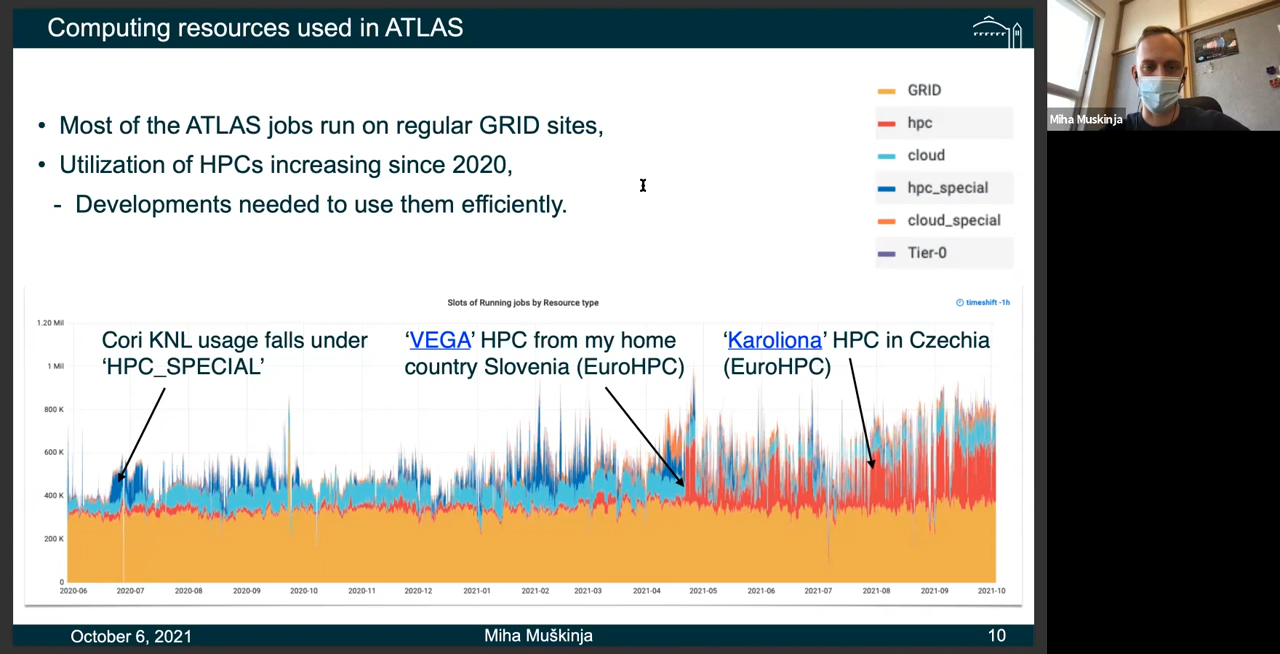 Computing resources used in ATLAS
• Most of the ATLAS jobs run on regular GRID sites,
• Utilization of HPCs increasing since 2020,
- Developments needed to use them efficiently.
GRID
hpc
cloud
hpc_special
cloud_special
Tier-0
Miha Muskinja
Slots of Running jobs by Resource type
timeshift -1h
Cori KNL usage falls under
‘HPC_SPECIAL’
‘VEGA’ HPC from my home
country Slovenia (EuroHPC)
‘Karoliona’ HPC in Czechia
(EuroHPC)
1.20 Mil
1 Mil
800 K
600 K
400 K
200 K
0
2020-06 2020-07 2020-08 2020-09 2020-10 2020-11 2020-12 2021-01 2021-02 2021-03 2021-04 2021-05 2021-06 2021-07 2021-08 2021-09 2021-10
October 6, 2021 Miha Muškinja 10